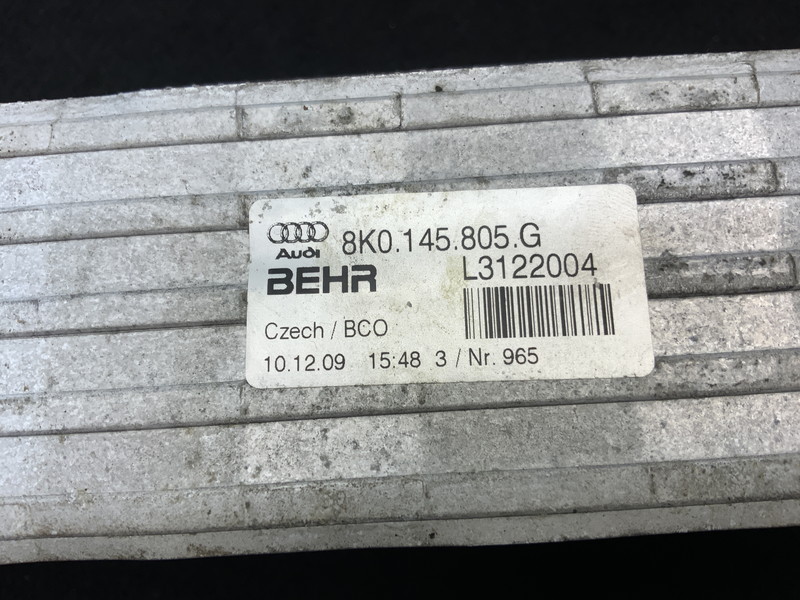 Audi 8K0.145.805.G
BEHR L3122004
Czech / BCO
10.12.09 15:48 3 / Nr. 965